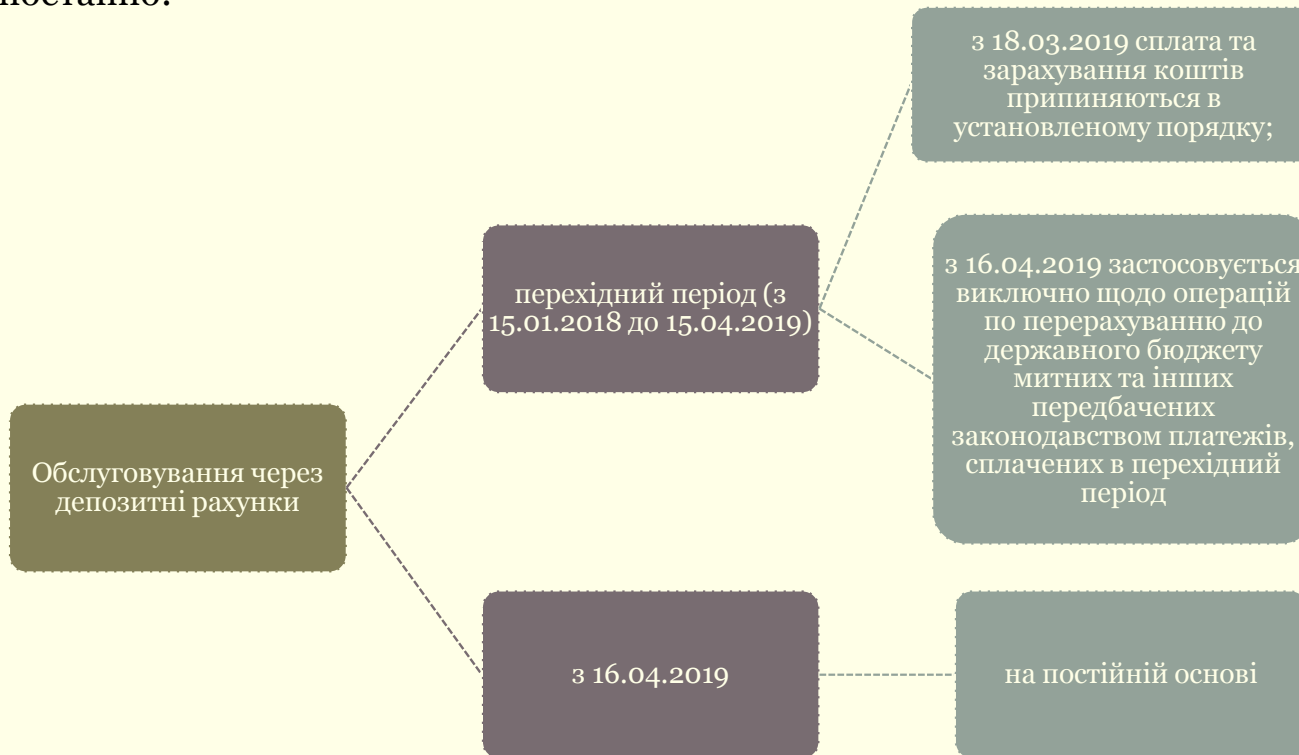 з 18.03.2019 сплата та
зарахування коштів
припиняються в
установленому порядку;
з 16.04.2019 застосовується
виключно щодо операцій
по перерахуванню до
державного бюджету
митних та інших
передбачених
законодавством платежів,
сплачених в перехідний
період
перехідний період (з
15.01.2018 до 15.04.2019)
Обслуговування через
депозитні рахунки
з 16.04.2019
на постійній основі